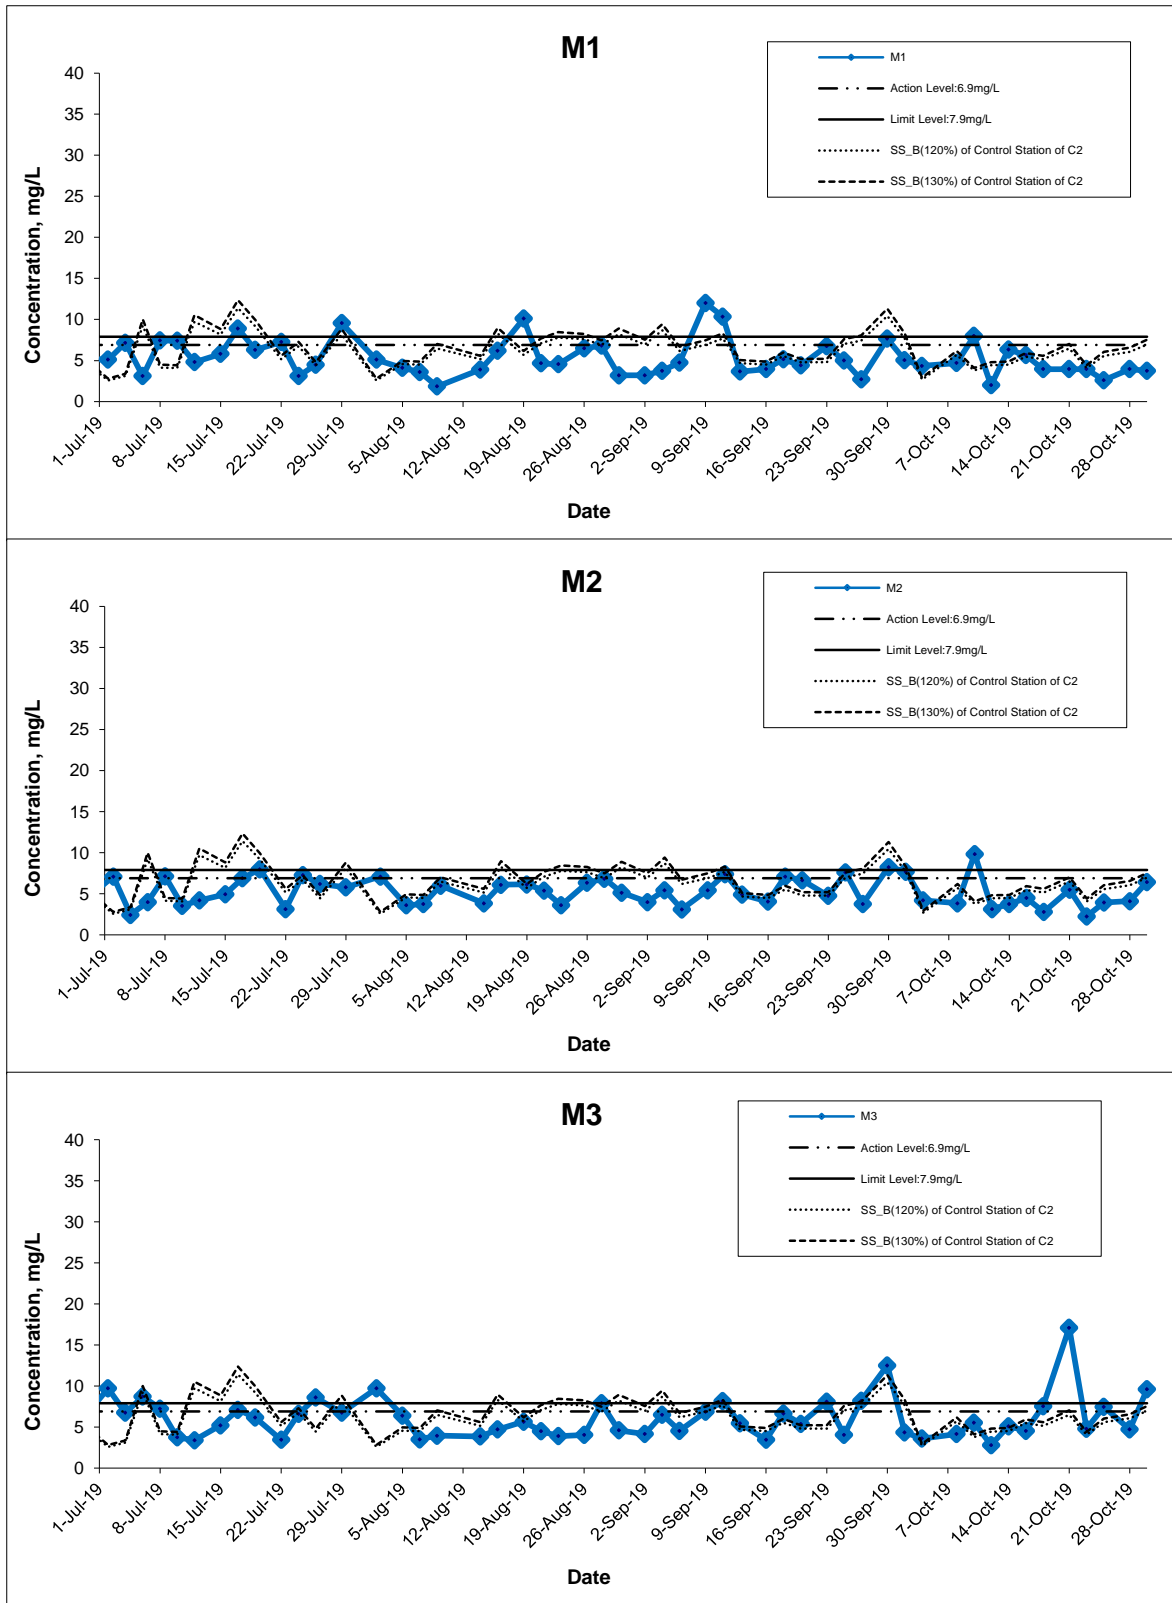 M1
M1
Action Level:6.9mg/L
Limit Level:7.9mg/L
SS_B(120%) of Control Station of C2
SS_B(130%) of Control Station of C2
Concentration, mg/L
40
35
30
25
20
15
10
5
0
1-Jul-19 8-Jul-19 15-Jul-19 22-Jul-19 29-Jul-19 5-Aug-19 12-Aug-19 19-Aug-19 26-Aug-19 2-Sep-19 9-Sep-19 16-Sep-19 23-Sep-19 30-Sep-19 7-Oct-19 14-Oct-19 21-Oct-19 28-Oct-19
Date
M2
M2
Action Level:6.9mg/L
Limit Level:7.9mg/L
SS_B(120%) of Control Station of C2
SS_B(130%) of Control Station of C2
Concentration, mg/L
40
35
30
25
20
15
10
5
0
1-Jul-19 8-Jul-19 15-Jul-19 22-Jul-19 29-Jul-19 5-Aug-19 12-Aug-19 19-Aug-19 26-Aug-19 2-Sep-19 9-Sep-19 16-Sep-19 23-Sep-19 30-Sep-19 7-Oct-19 14-Oct-19 21-Oct-19 28-Oct-19
Date
M3
M3
Action Level:6.9mg/L
Limit Level:7.9mg/L
SS_B(120%) of Control Station of C2
SS_B(130%) of Control Station of C2
Concentration, mg/L
40
35
30
25
20
15
10
5
0
1-Jul-19 8-Jul-19 15-Jul-19 22-Jul-19 29-Jul-19 5-Aug-19 12-Aug-19 19-Aug-19 26-Aug-19 2-Sep-19 9-Sep-19 16-Sep-19 23-Sep-19 30-Sep-19 7-Oct-19 14-Oct-19 21-Oct-19 28-Oct-19
Date